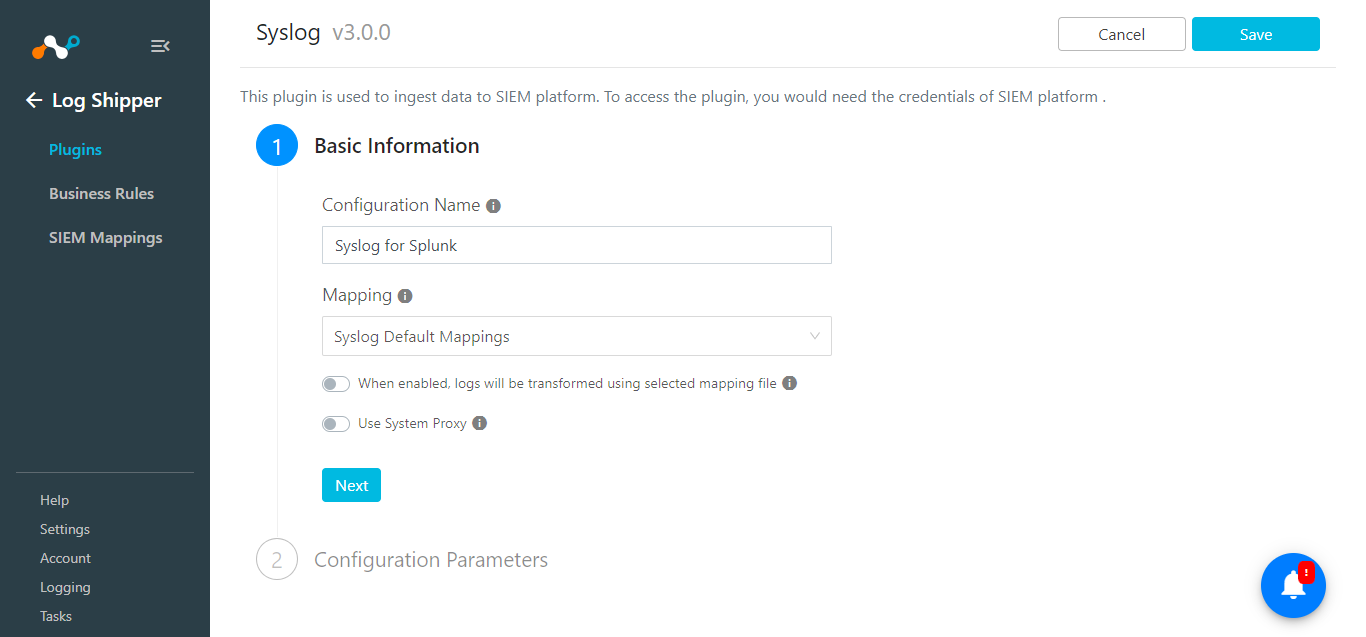 Log Shipper
Plugins
Business Rules
SIEM Mappings
Help
Settings
Account
Logging
Tasks
Syslog v3.0.0
Cancel
Save
This plugin is used to ingest data to SIEM platform. To access the plugin, you would need the credentials of SIEM platform .
1
Basic Information
Configuration Name
Syslog for Splunk
Mapping
Syslog Default Mappings
When enabled, logs will be transformed using selected mapping file
Use System Proxy
Next
2
Configuration Parameters
!